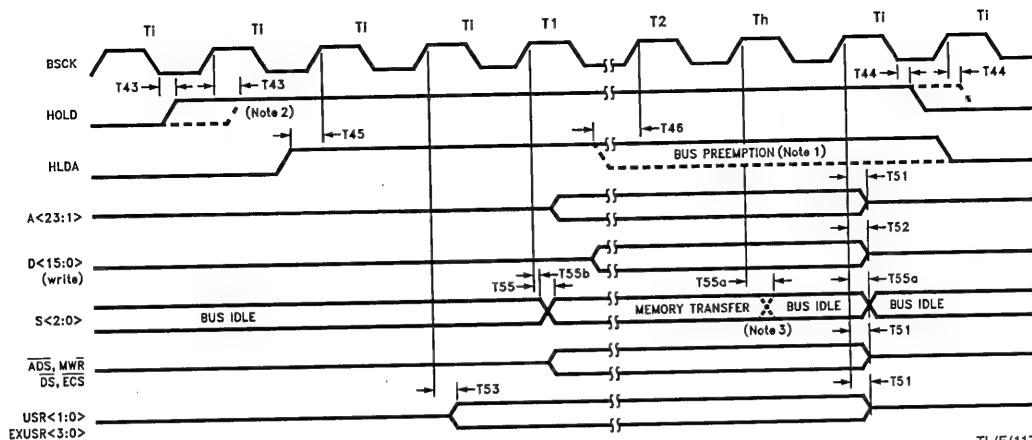 Ti Ti Ti Ti T1 T2 Th Ti Ti
BSCK
T43 T43 T44 T44
HOLD (Note 2)
T45 T46
HLDA BUS PREEMPTION (Note 1)
T51
A<23:1>
T52
D<15:0>
(write)
T55b T55 T55a T55a
S<2:0> BUS IDLE MEMORY TRANSFER BUS IDLE BUS IDLE
(Note 3) T51
ADS, MWR
DS, ECS
T53 T51
USR<1:0>
EXUSR<3:0>